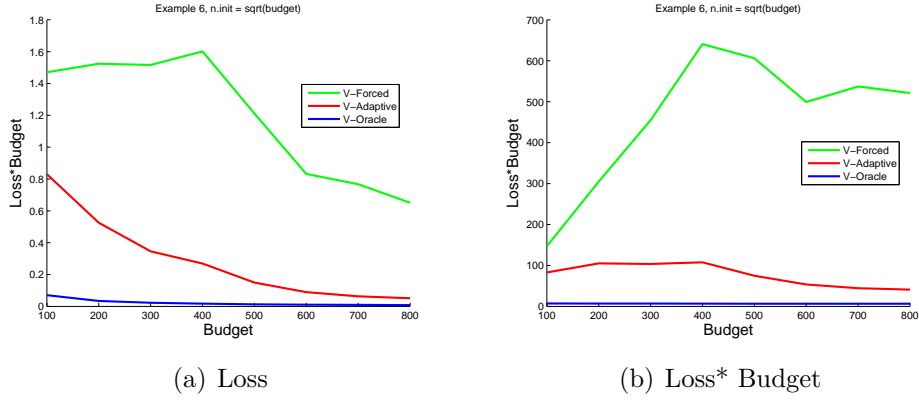 Example 6, n.init = sqrt(budget)
1.8
1.6
1.4
1.2
1
0.8
0.6
0.4
0.2
0
Loss*Budget
V-Forced
V-Adaptive
V-Oracle
100 200 300 400 500 600 700 800
Budget
(a) Loss
Example 6, n.init = sqrt(budget)
700
600
500
400
300
200
100
0
Loss*Budget
V-Forced
V-Adaptive
V-Oracle
100 200 300 400 500 600 700 800
Budget
(b) Loss* Budget